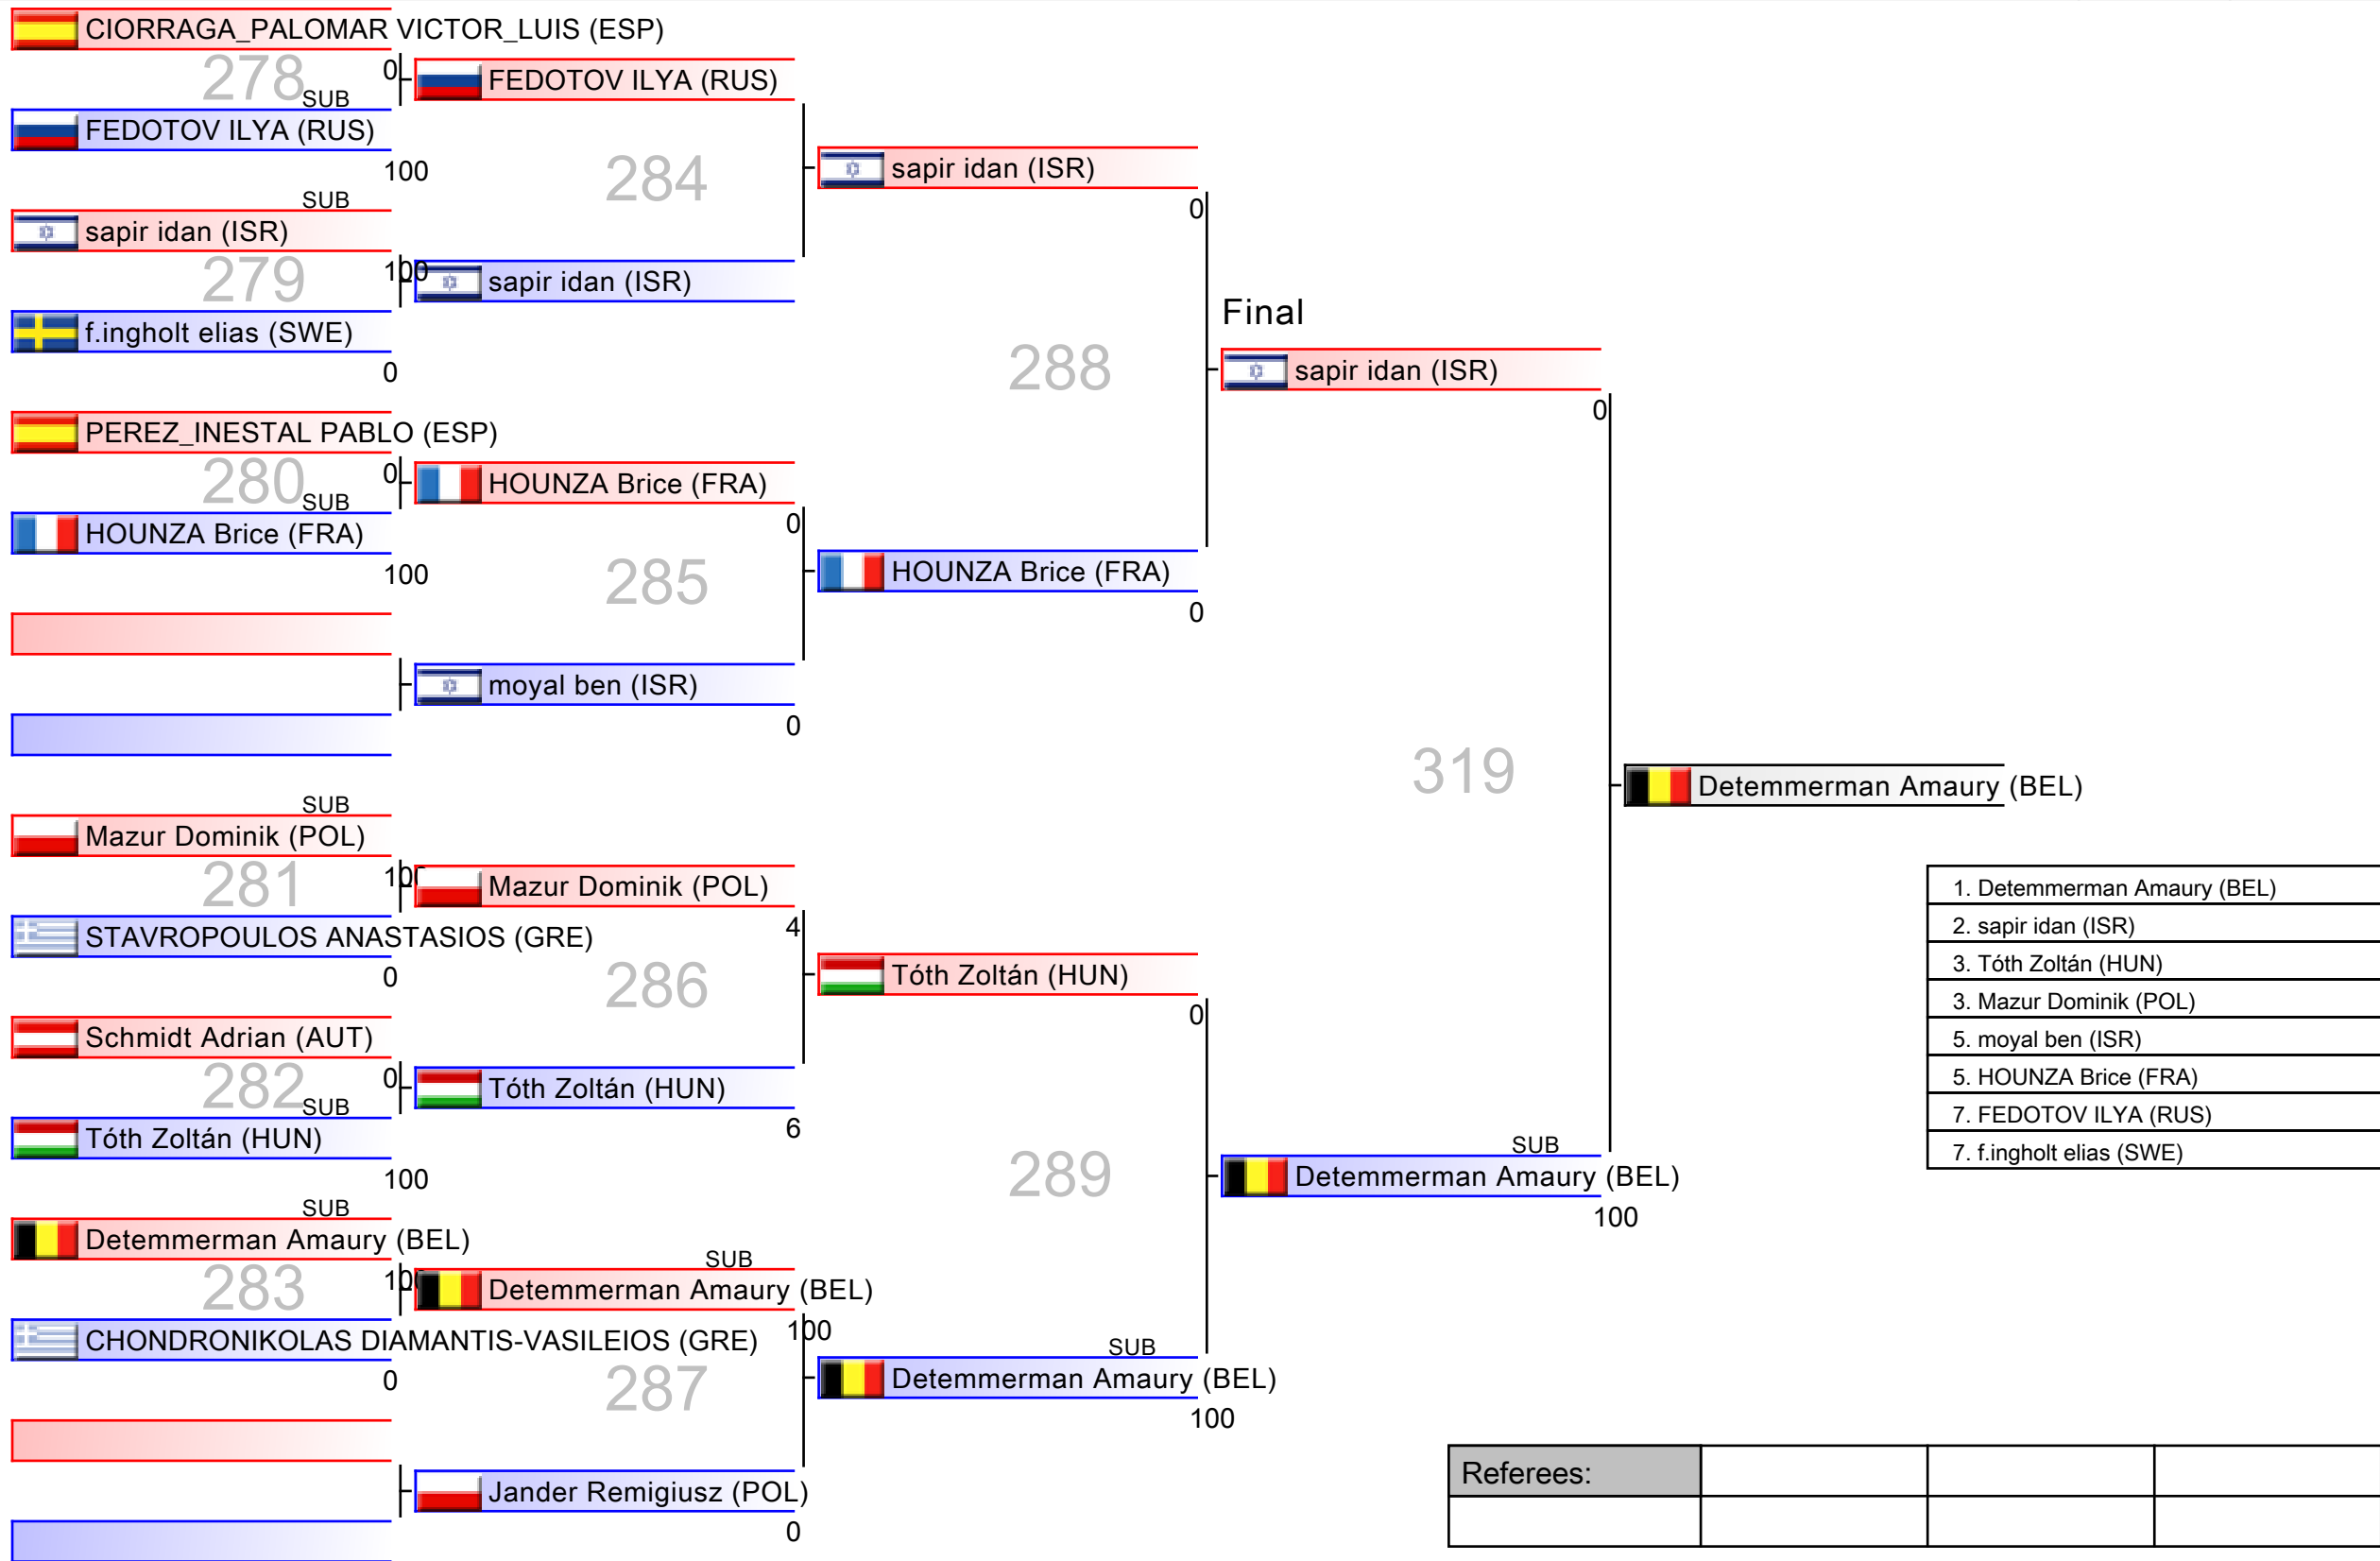 CIORRAGA_PALOMAR VICTOR_LUIS (ESP)
278
0
SUB
FEDOTOV ILYA (RUS)
100
SUB
sapir idan (ISR)
279
100
f.ingholt elias (SWE)
0
PEREZ_INESTAL PABLO (ESP)
280
0
SUB
HOUNZA Brice (FRA)
100
SUB
Mazur Dominik (POL)
281
100
STAVROPOULOS ANASTASIOS (GRE)
0
Schmidt Adrian (AUT)
282
0
SUB
Tóth Zoltán (HUN)
100
SUB
Detemmerman Amaury (BEL)
283
100
CHONDRONIKOLAS DIAMANTIS-VASILEIOS (GRE)
0
FEDOTOV ILYA (RUS)
284
sapir idan (ISR)
HOUNZA Brice (FRA)
0
285
moyal ben (ISR)
0
Mazur Dominik (POL)
4
286
Tóth Zoltán (HUN)
6
SUB
Detemmerman Amaury (BEL)
100
287
Jander Remigiusz (POL)
0
sapir idan (ISR)
0
288
HOUNZA Brice (FRA)
0
Tóth Zoltán (HUN)
0
289
SUB
Detemmerman Amaury (BEL)
100
Final
sapir idan (ISR)
0
319
SUB
Detemmerman Amaury (BEL)
100
Detemmerman Amaury (BEL)
1. Detemmerman Amaury (BEL)
2. sapir idan (ISR)
3. Tóth Zoltán (HUN)
3. Mazur Dominik (POL)
5. moyal ben (ISR)
5. HOUNZA Brice (FRA)
7. FEDOTOV ILYA (RUS)
7. f.ingholt elias (SWE)
Referees: